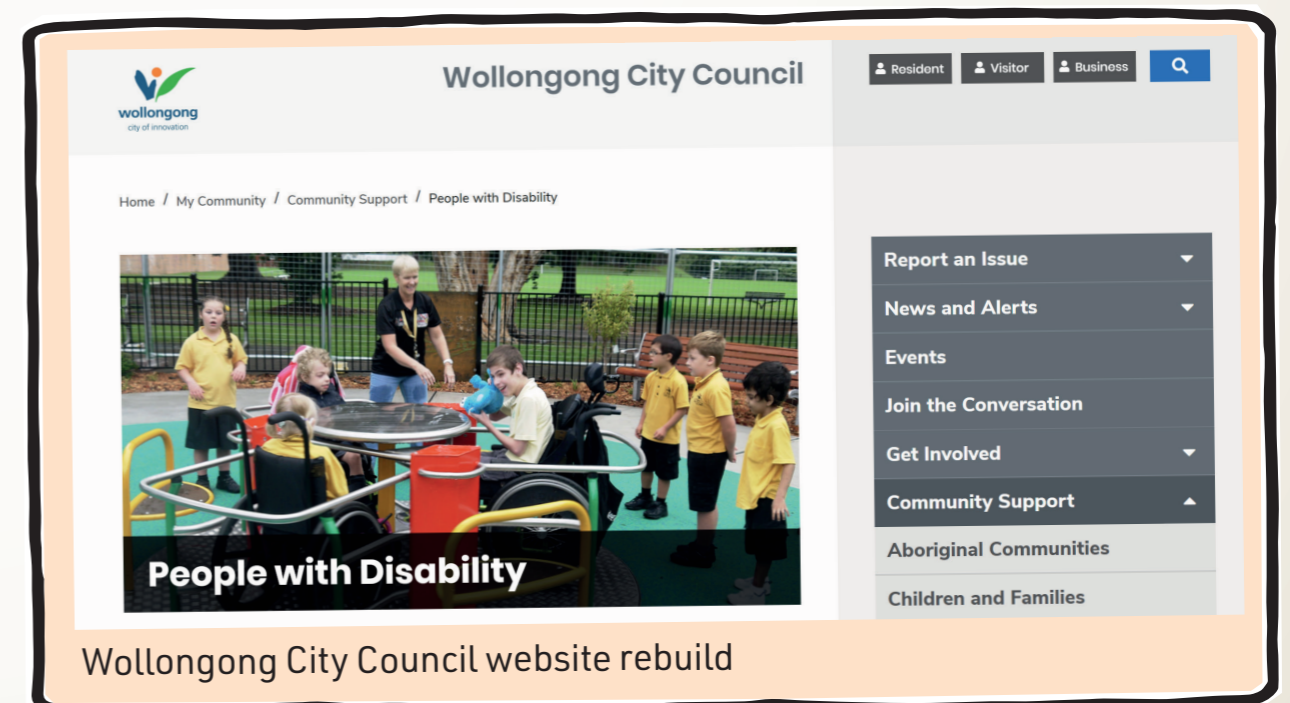 wollongong
city of innovation
Wollongong City Council
Resident
Visitor
Business
Home / My Community / Community Support / People with Disability
People with Disability
Report an Issue
News and Alerts
Events
Join the Conversation
Get Involved
Community Support
Aboriginal Communities
Children and Families
Wollongong City Council website rebuild